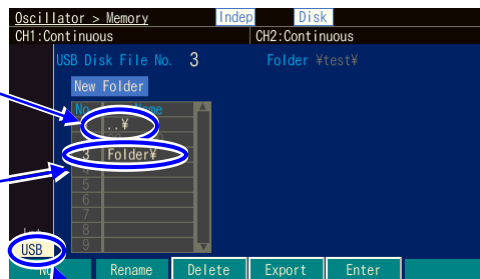 Oscillator > Memory Indep Disk
CH1:Continuous CH2:Continuous
USB Disk File No. 3 Folder ¥test¥
New Folder
No. Name
..¥
3 Folder¥
5
6
7
8
9
USB
No Rename Delete Export Enter